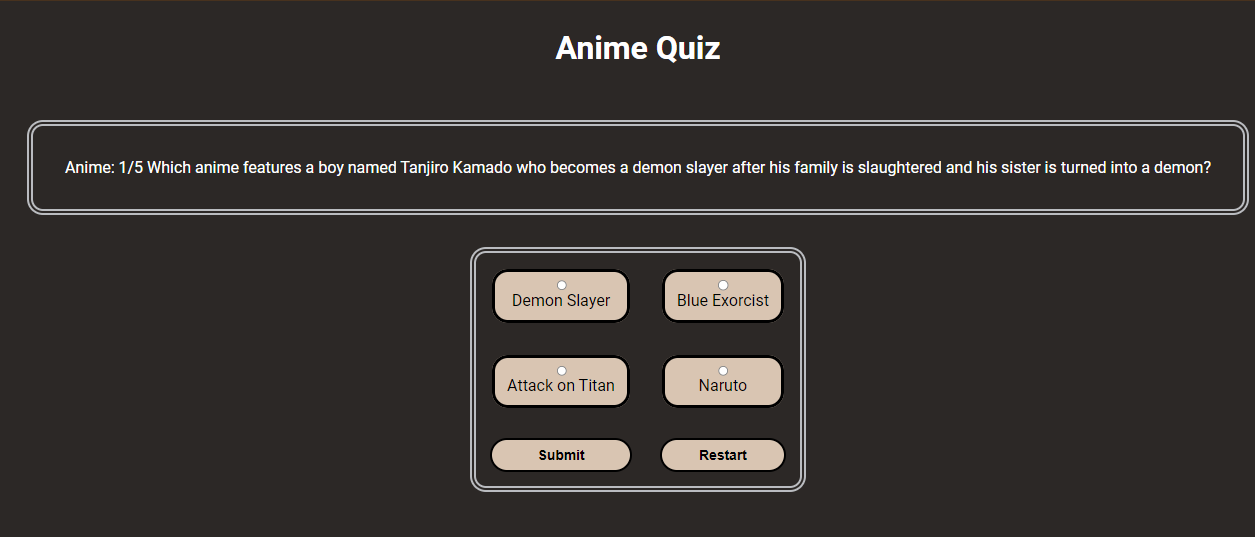 Anime Quiz
Anime: 1/5 Which anime features a boy named Tanjiro Kamado who becomes a demon slayer after his family is slaughtered and his sister is turned into a demon?
Demon Slayer
Blue Exorcist
Attack on Titan
Naruto
Submit
Restart